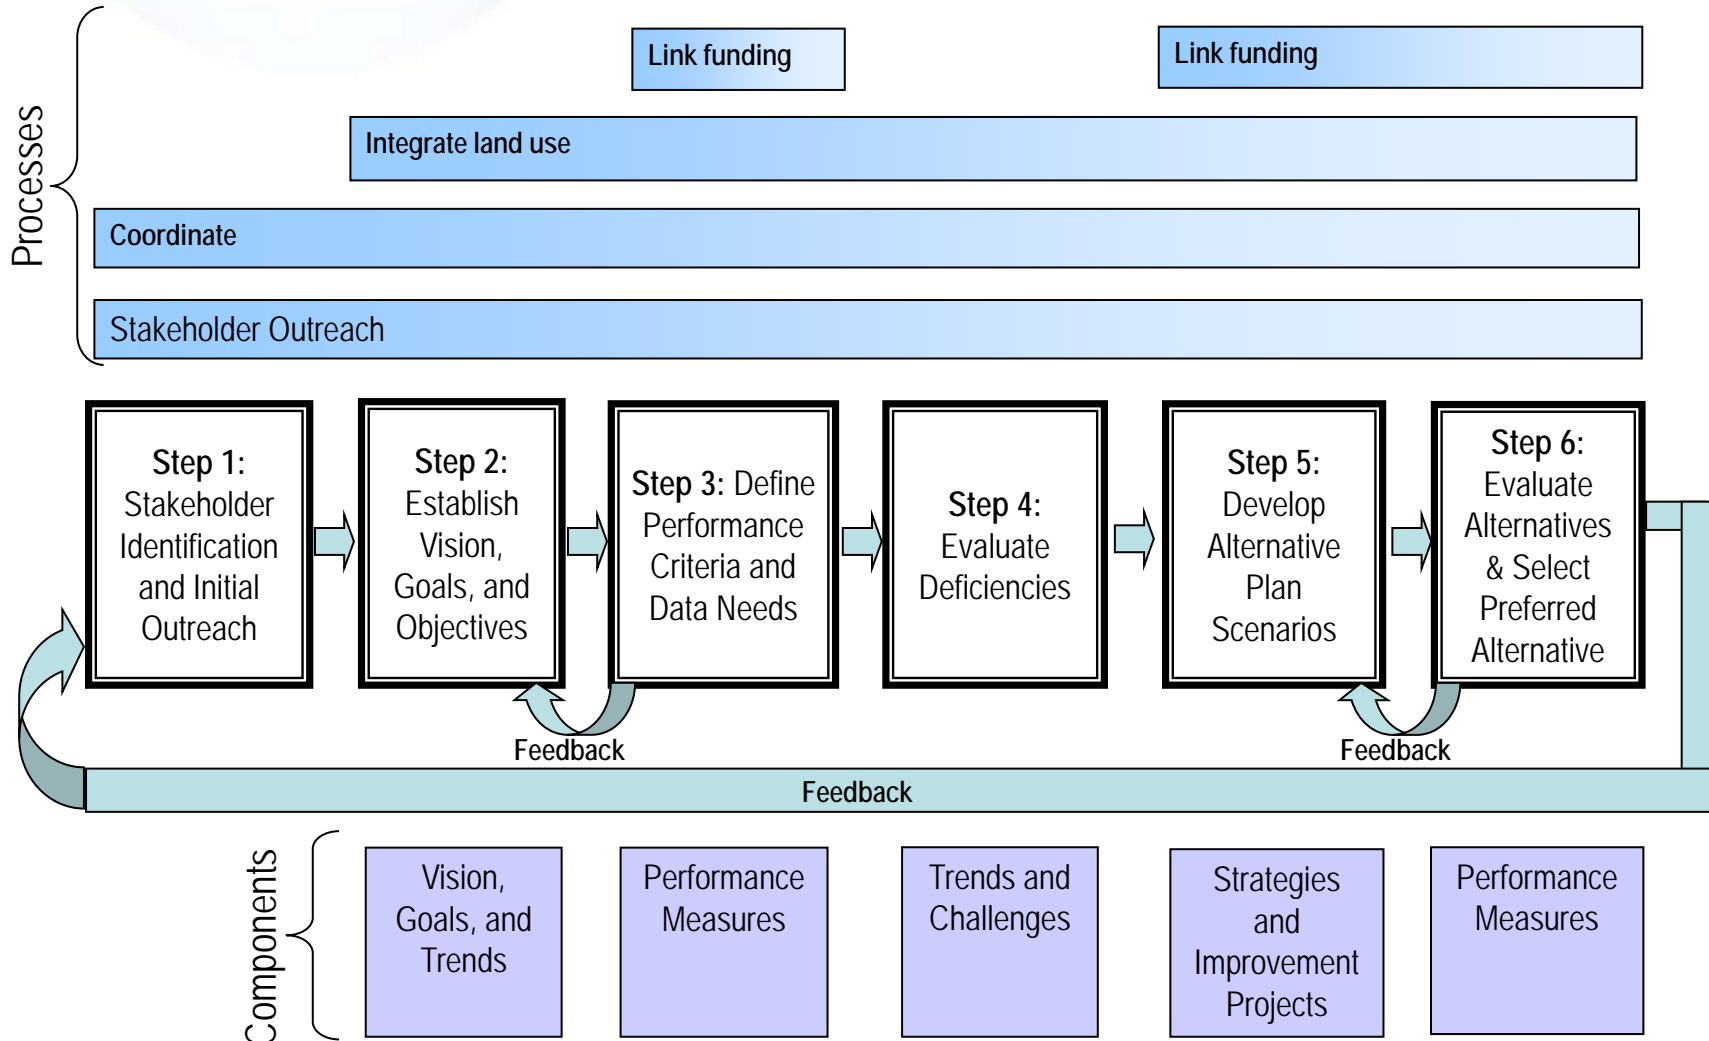 Processes
Link funding
Link funding
Integrate land use
Coordinate
Stakeholder Outreach
Step 1:
Stakeholder
Identification
and Initial
Outreach
Step 2:
Establish
Vision,
Goals, and
Objectives
Step 3: Define
Performance
Criteria and
Data Needs
Step 4:
Evaluate
Deficiencies
Step 5:
Develop
Alternative
Plan
Scenarios
Step 6:
Evaluate
Alternatives
& Select
Preferred
Alternative
Feedback
Feedback
Feedback
Components
Vision,
Goals, and
Trends
Performance
Measures
Trends and
Challenges
Strategies
and
Improvement
Projects
Performance
Measures